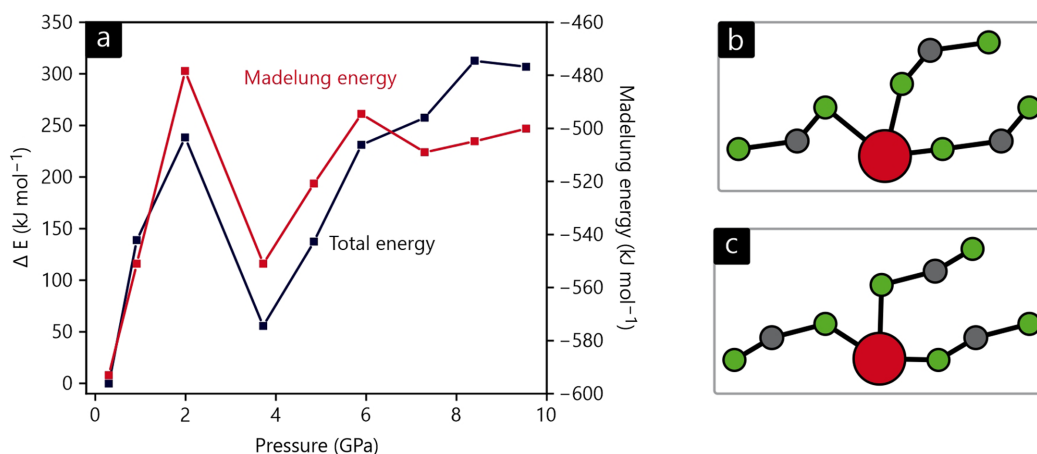 a
350
300
250
200
150
100
50
0
Δ E (kJ mol⁻¹)
Madelung energy
Total energy
0 2 4 6 8 10
Pressure (GPa)
−460
−480
−500
−520
−540
−560
−580
−600
Madelung energy (kJ mol⁻¹)
b
c